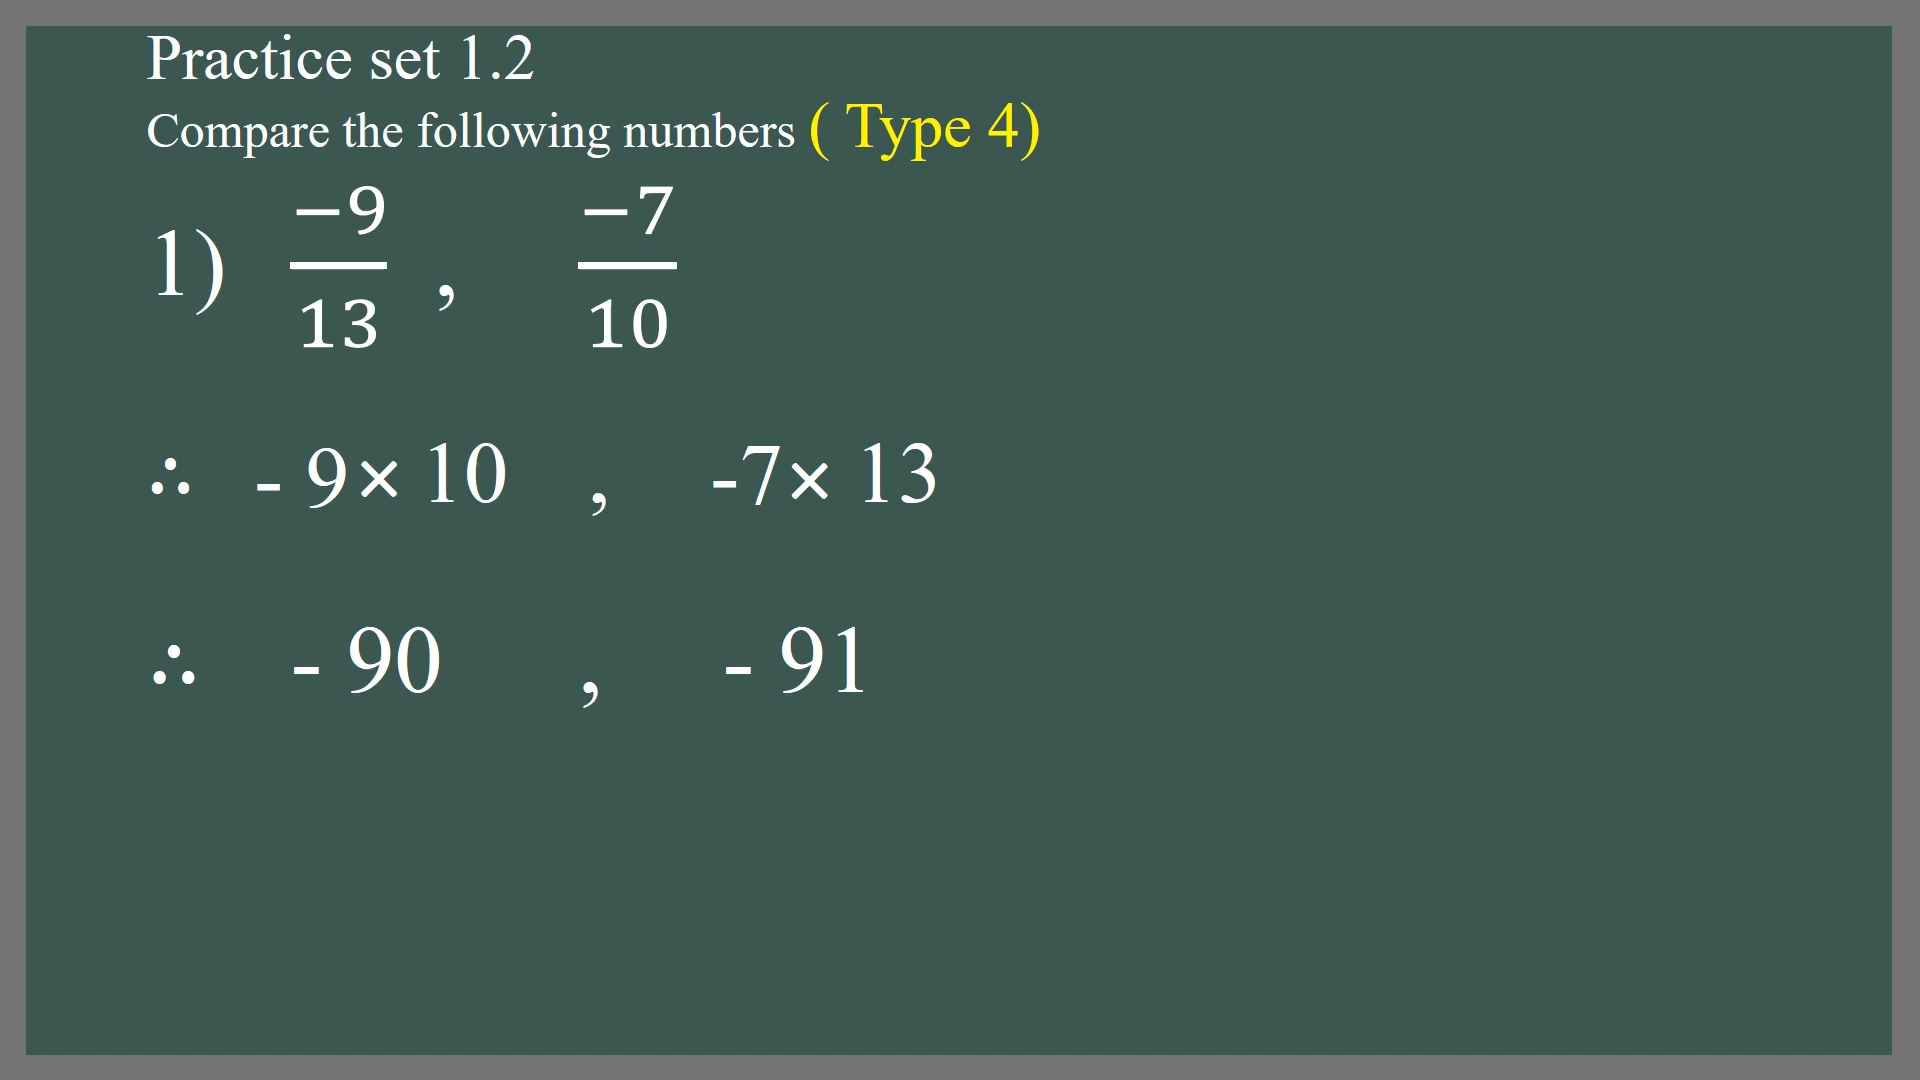 Practice set 1.2
Compare the following numbers ( Type 4)
1) −9/13 , −7/10
∴ - 9× 10 , -7× 13
∴ - 90 , - 91